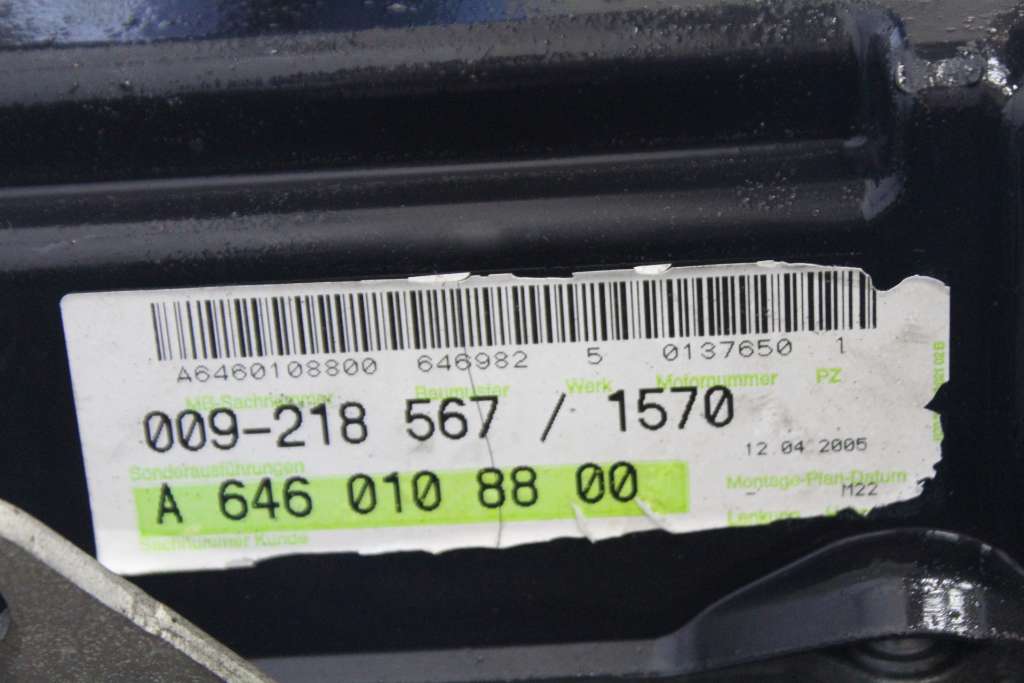 A6460108800 646982 5 0137650 1
MB-Sachnummer Baumuster Werk Motornummer PZ
009-218 567 / 1570
12.04 2005
Sonderausführungen
Montage-Plan-Datum
A 646 010 88 00
M22
Sachnummer Kunde
Lenkung